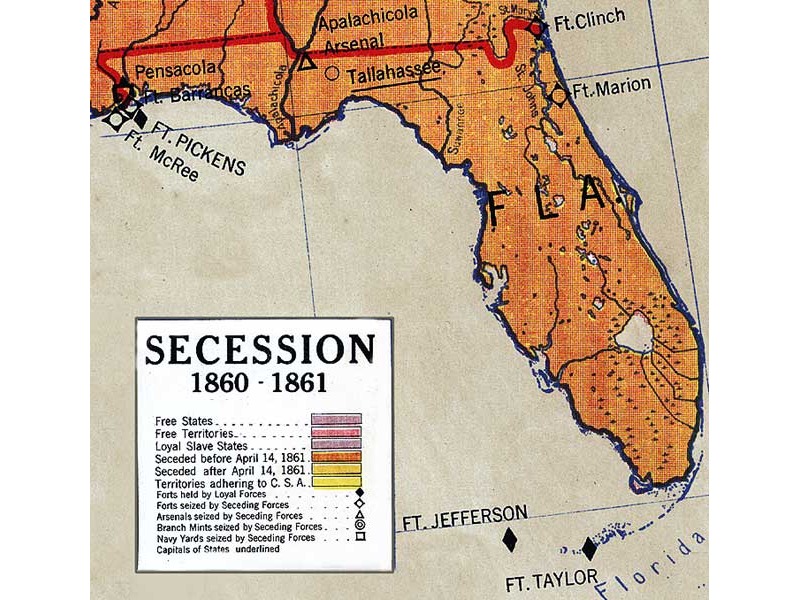 Apalachicola
Arsenal
St. Marys
Ft. Clinch
Pensacola
Tallahassee
Ft. Barrancas
Apalachicola
St. Johns
Ft. Marion
FT. PICKENS
Ft. McRee
Suwannee
FLA.
SECESSION
1860 - 1861
Free States
Free Territories
Loyal Slave States
Seceded before April 14, 1861
Seceded after April 14, 1861
Territories adhering to C. S. A.
Forts held by Loyal Forces
Forts seized by Seceding Forces
Arsenals seized by Seceding Forces
Branch Mints seized by Seceding Forces
Navy Yards seized by Seceding Forces
Capitals of States underlined
FT. JEFFERSON
FT. TAYLOR
Florida